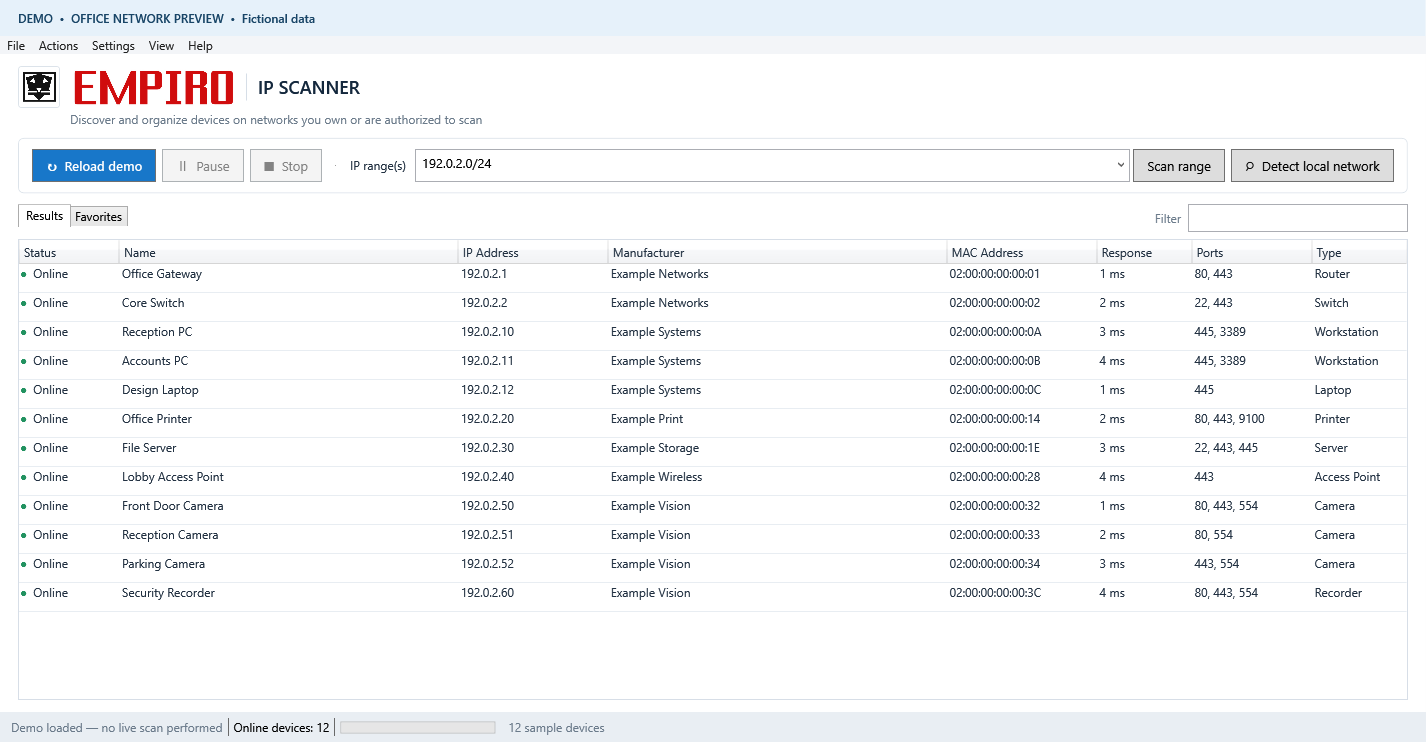 DEMO • OFFICE NETWORK PREVIEW • Fictional data
File Actions Settings View Help
EMPIRO IP SCANNER
Discover and organize devices on networks you own or are authorized to scan
Reload demo Pause Stop · IP range(s) 192.0.2.0/24 Scan range Detect local network
Results Favorites Filter
Status Name IP Address Manufacturer MAC Address Response Ports Type
Online Office Gateway 192.0.2.1 Example Networks 02:00:00:00:00:01 1 ms 80, 443 Router
Online Core Switch 192.0.2.2 Example Networks 02:00:00:00:00:02 2 ms 22, 443 Switch
Online Reception PC 192.0.2.10 Example Systems 02:00:00:00:00:0A 3 ms 445, 3389 Workstation
Online Accounts PC 192.0.2.11 Example Systems 02:00:00:00:00:0B 4 ms 445, 3389 Workstation
Online Design Laptop 192.0.2.12 Example Systems 02:00:00:00:00:0C 1 ms 445 Laptop
Online Office Printer 192.0.2.20 Example Print 02:00:00:00:00:14 2 ms 80, 443, 9100 Printer
Online File Server 192.0.2.30 Example Storage 02:00:00:00:00:1E 3 ms 22, 443, 445 Server
Online Lobby Access Point 192.0.2.40 Example Wireless 02:00:00:00:00:28 4 ms 443 Access Point
Online Front Door Camera 192.0.2.50 Example Vision 02:00:00:00:00:32 1 ms 80, 443, 554 Camera
Online Reception Camera 192.0.2.51 Example Vision 02:00:00:00:00:33 2 ms 80, 554 Camera
Online Parking Camera 192.0.2.52 Example Vision 02:00:00:00:00:34 3 ms 443, 554 Camera
Online Security Recorder 192.0.2.60 Example Vision 02:00:00:00:00:3C 4 ms 80, 443, 554 Recorder
Demo loaded — no live scan performed Online devices: 12 12 sample devices